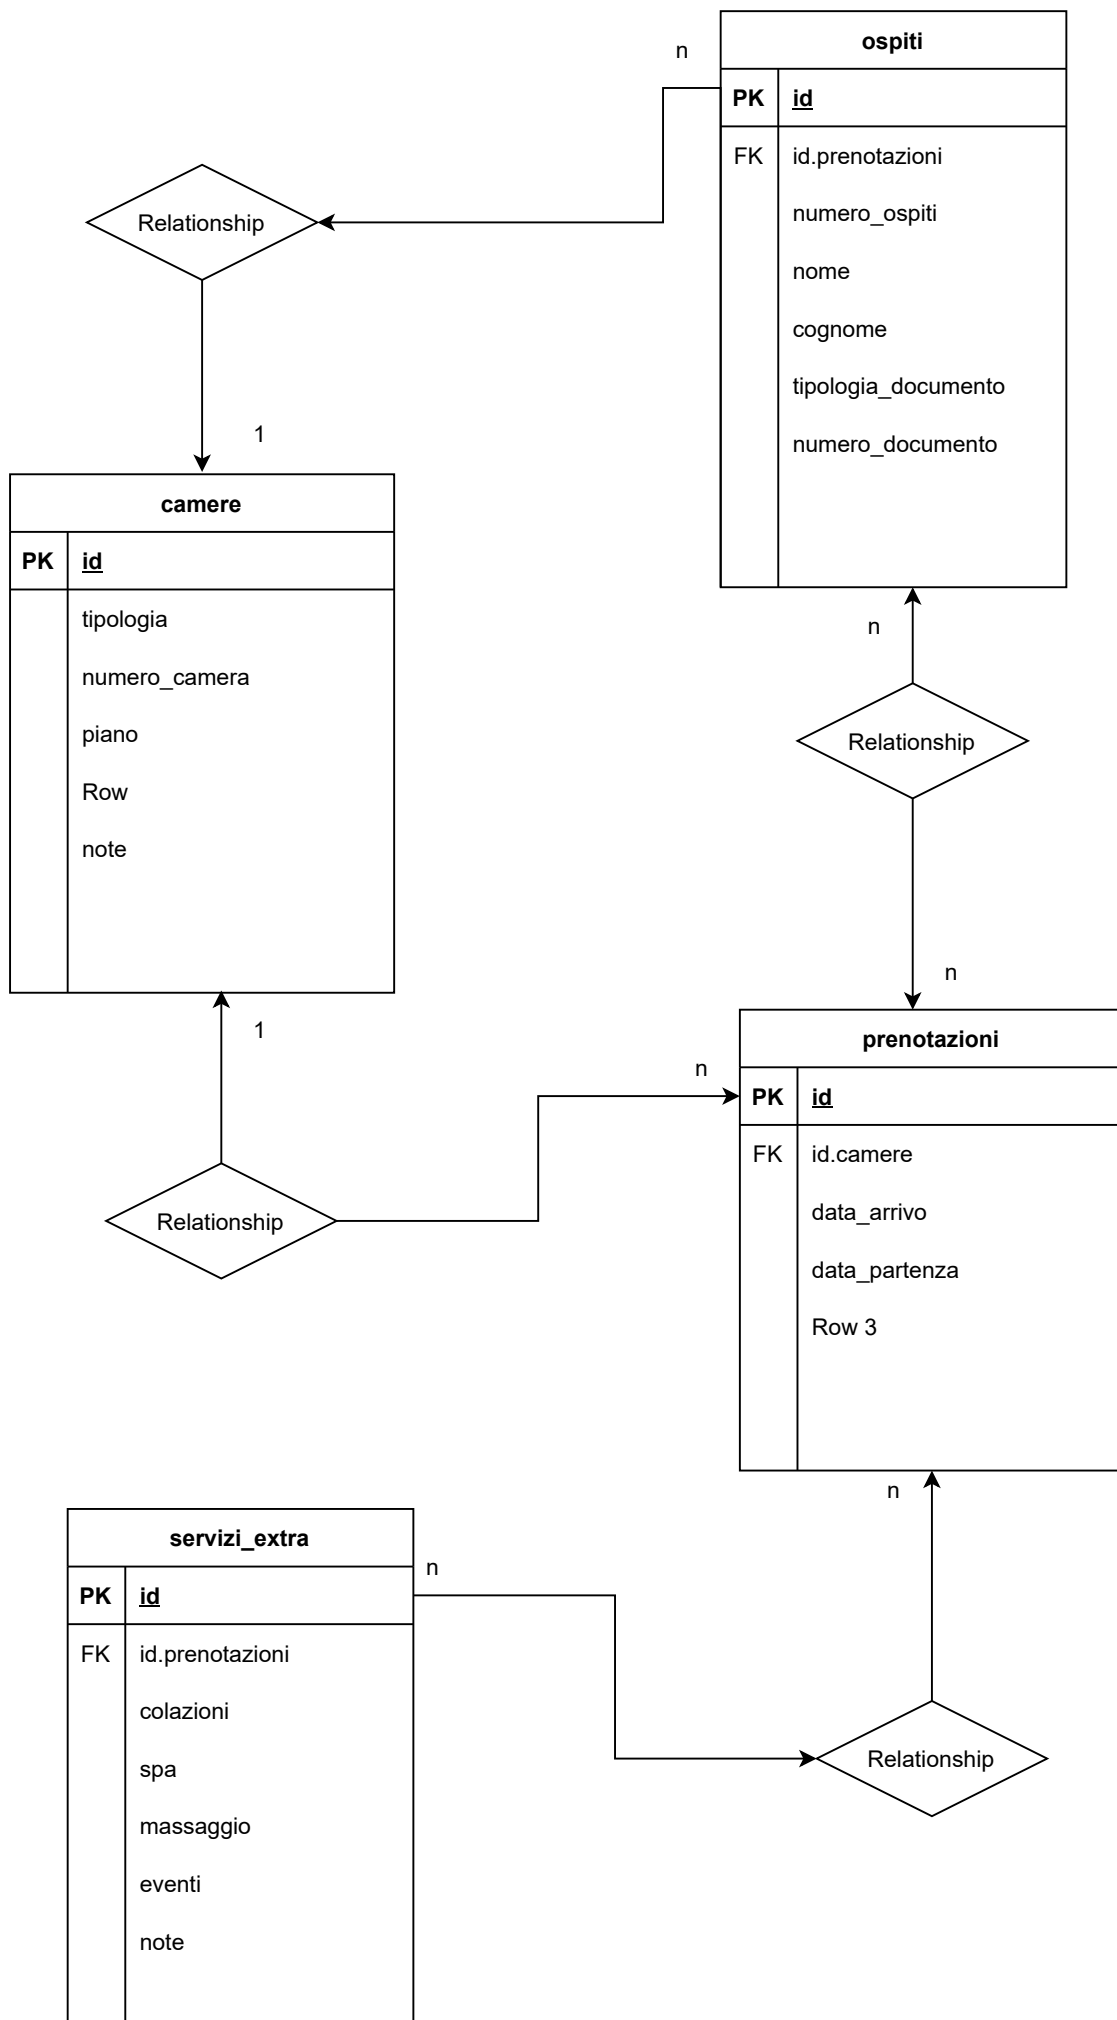 n
ospiti
PK id
FK id.prenotazioni
numero_ospiti
nome
cognome
tipologia_documento
numero_documento
Relationship
1
camere
PK id
tipologia
numero_camera
piano
Row
note
n
Relationship
n
1
prenotazioni
n
PK id
FK id.camere
data_arrivo
data_partenza
Row 3
Relationship
n
servizi_extra
n
PK id
FK id.prenotazioni
colazioni
spa
massaggio
eventi
note
Relationship